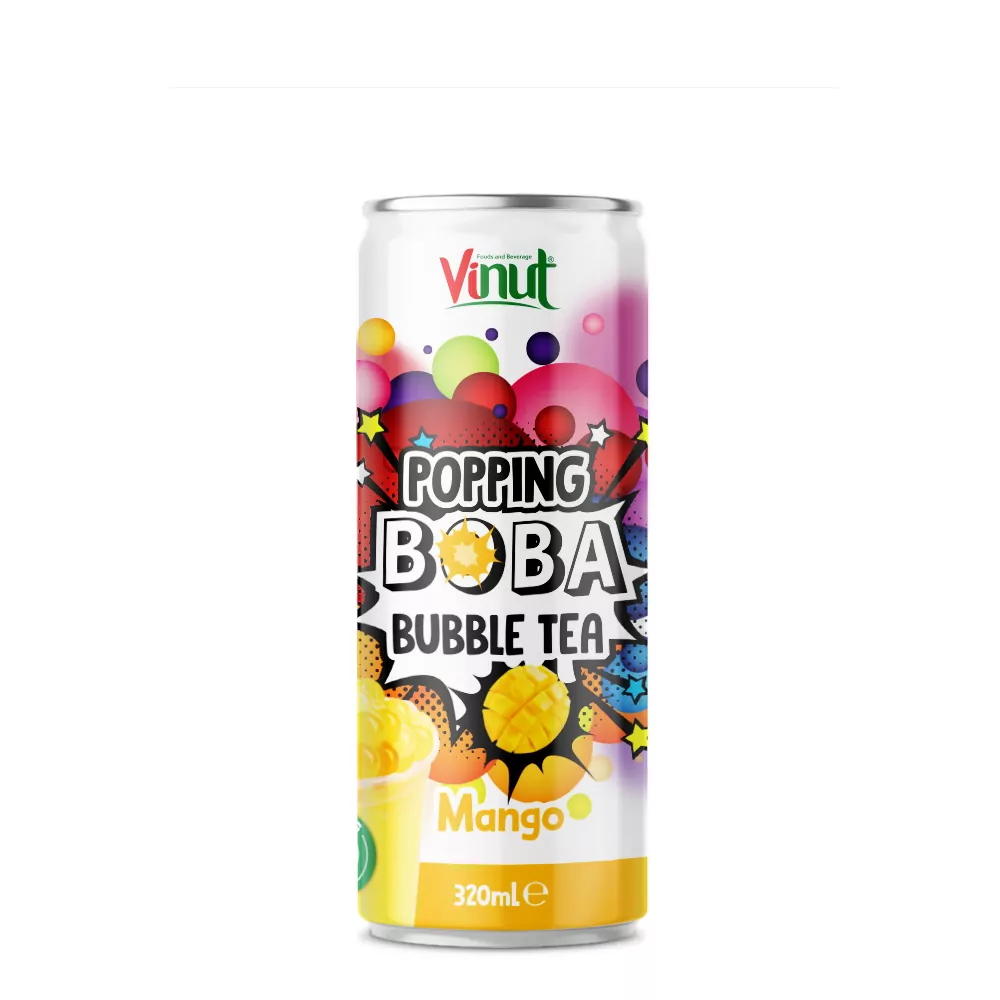 Foods and Beverage
Vinut®
POPPING
BOBA
BUBBLE TEA
Mango
320mL ℮